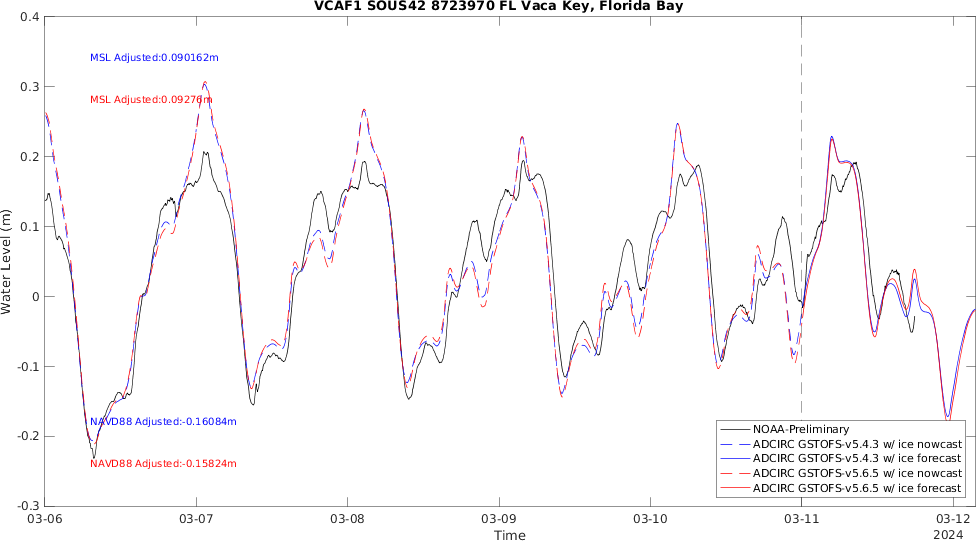 VCAF1 SOUS42 8723970 FL Vaca Key, Florida Bay
0.4
0.3
0.2
0.1
0
-0.1
-0.2
-0.3
Water Level (m)
MSL Adjusted:0.090162m
MSL Adjusted:0.09276m
NAVD88 Adjusted:-0.16084m
NAVD88 Adjusted:-0.15824m
NOAA-Preliminary
ADCIRC GSTOFS-v5.4.3 w/ ice nowcast
ADCIRC GSTOFS-v5.4.3 w/ ice forecast
ADCIRC GSTOFS-v5.6.5 w/ ice nowcast
ADCIRC GSTOFS-v5.6.5 w/ ice forecast
03-06 03-07 03-08 03-09 03-10 03-11 03-12
2024
Time